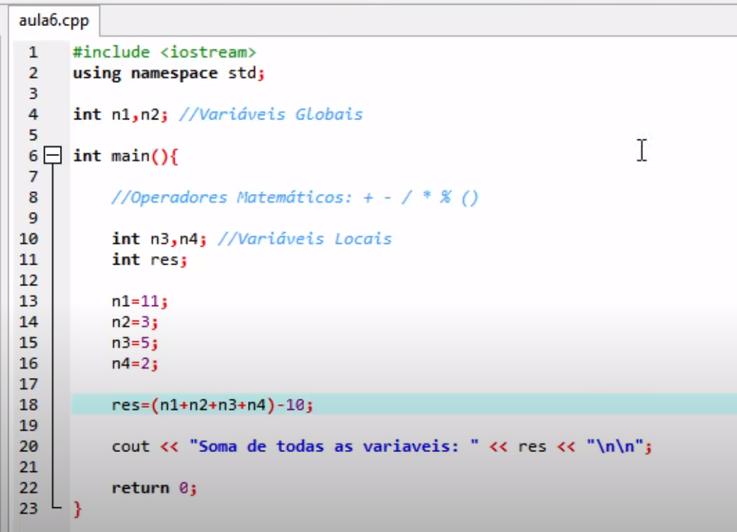 aula6.cpp
1 #include <iostream>
2 using namespace std;
3
4 int n1,n2; //Variáveis Globais
5
6 int main(){
7
8 //Operadores Matemáticos: + - / * % ()
9
10 int n3,n4; //Variáveis Locais
11 int res;
12
13 n1=11;
14 n2=3;
15 n3=5;
16 n4=2;
17
18 res=(n1+n2+n3+n4)-10;
19
20 cout << "Soma de todas as variaveis: " << res << "\n\n";
21
22 return 0;
23 }